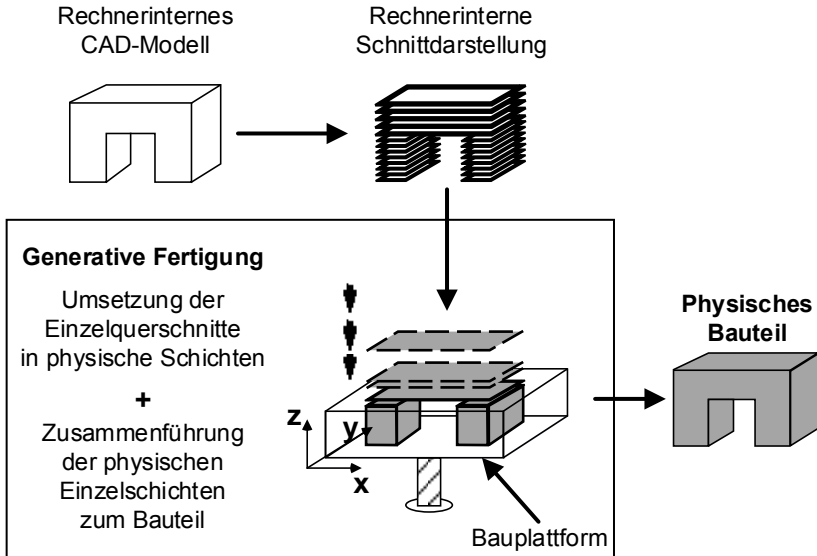 Rechnerinternes
CAD-Modell
Rechnerinterne
Schnittdarstellung
Generative Fertigung
Umsetzung der
Einzelquerschnitte
in physische Schichten
+
Zusammenführung
der physischen
Einzelschichten
zum Bauteil
z
y
x
Bauplattform
Physisches
Bauteil